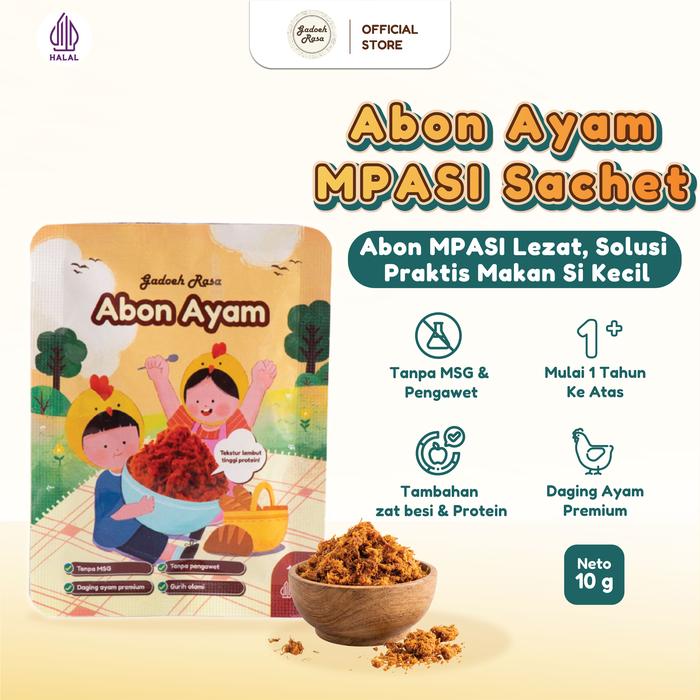 HALAL
Gadoeh
Rasa
OFFICIAL
STORE
Abon Ayam
MPASI Sachet
Abon MPASI Lezat, Solusi
Praktis Makan Si Kecil
Tanpa MSG &
Pengawet
1+
Mulai 1 Tahun
Ke Atas
Tambahan
zat besi & Protein
Daging Ayam
Premium
Neto
10 g
Gadoeh Rasa
Abon Ayam
Tekstur lembut
tinggi protein!
Tanpa MSG
Tanpa pengawet
Daging ayam premium
Gurih alami